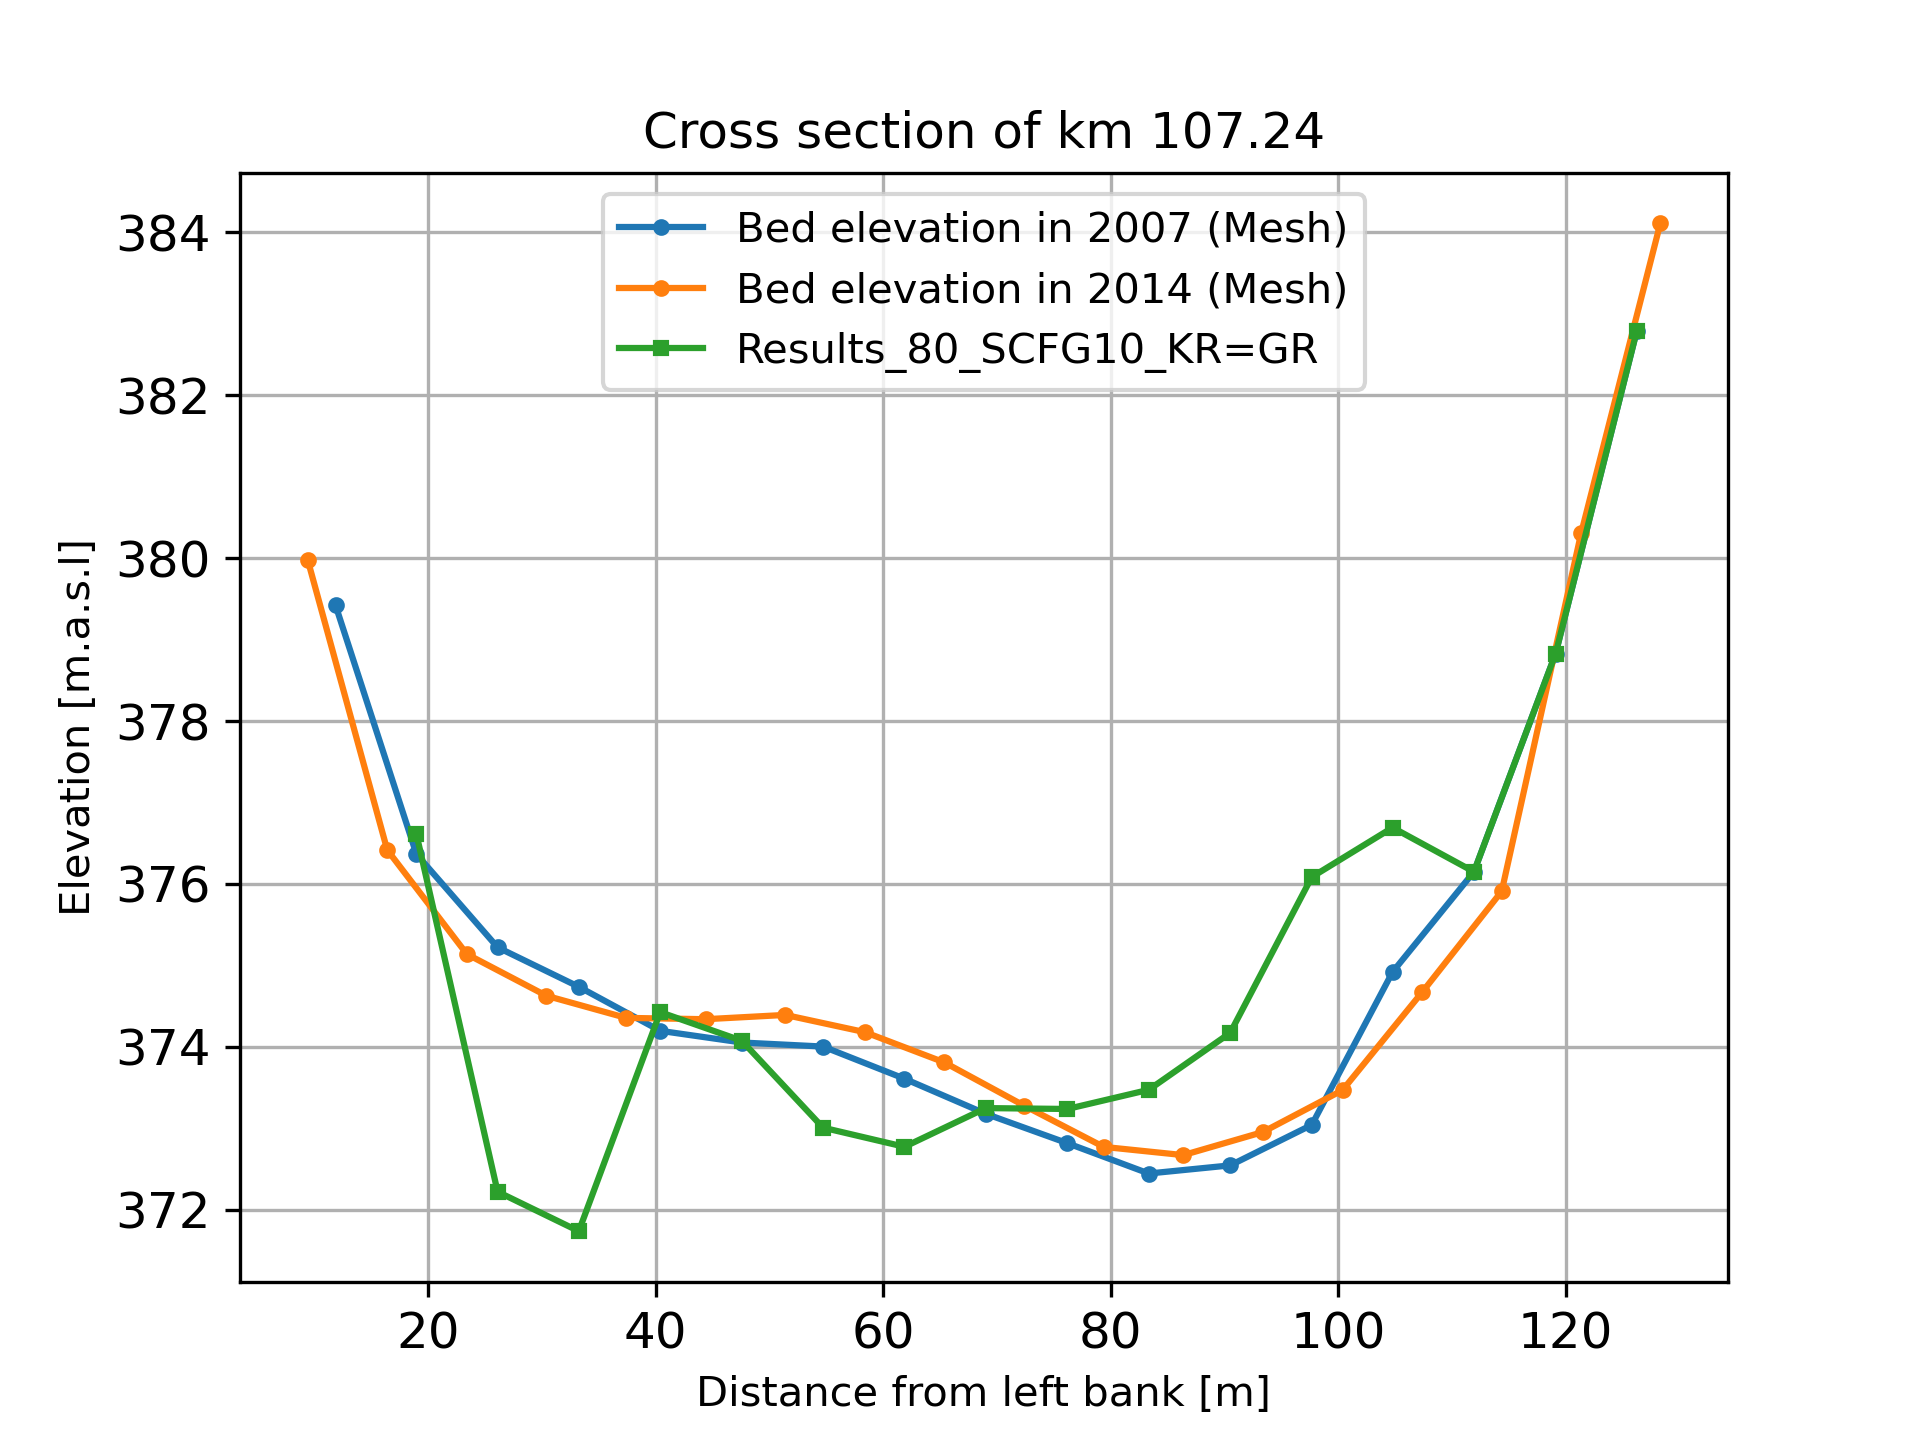 Cross section of km 107.24
Bed elevation in 2007 (Mesh)
Bed elevation in 2014 (Mesh)
Results_80_SCFG10_KR=GR
Elevation [m.a.s.l]
384
382
380
378
376
374
372
20 40 60 80 100 120
Distance from left bank [m]